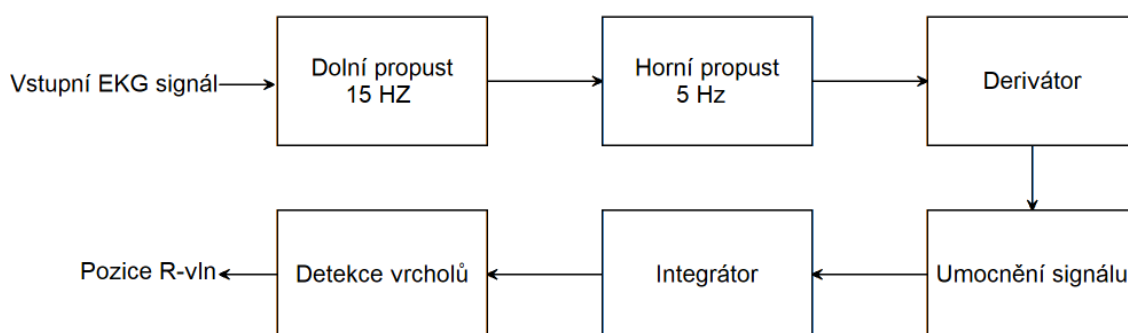 Vstupní EKG signál
Dolní propust
15 HZ
Horní propust
5 Hz
Derivátor
Umocnění signálu
Integrátor
Detekce vrcholů
Pozice R-vln